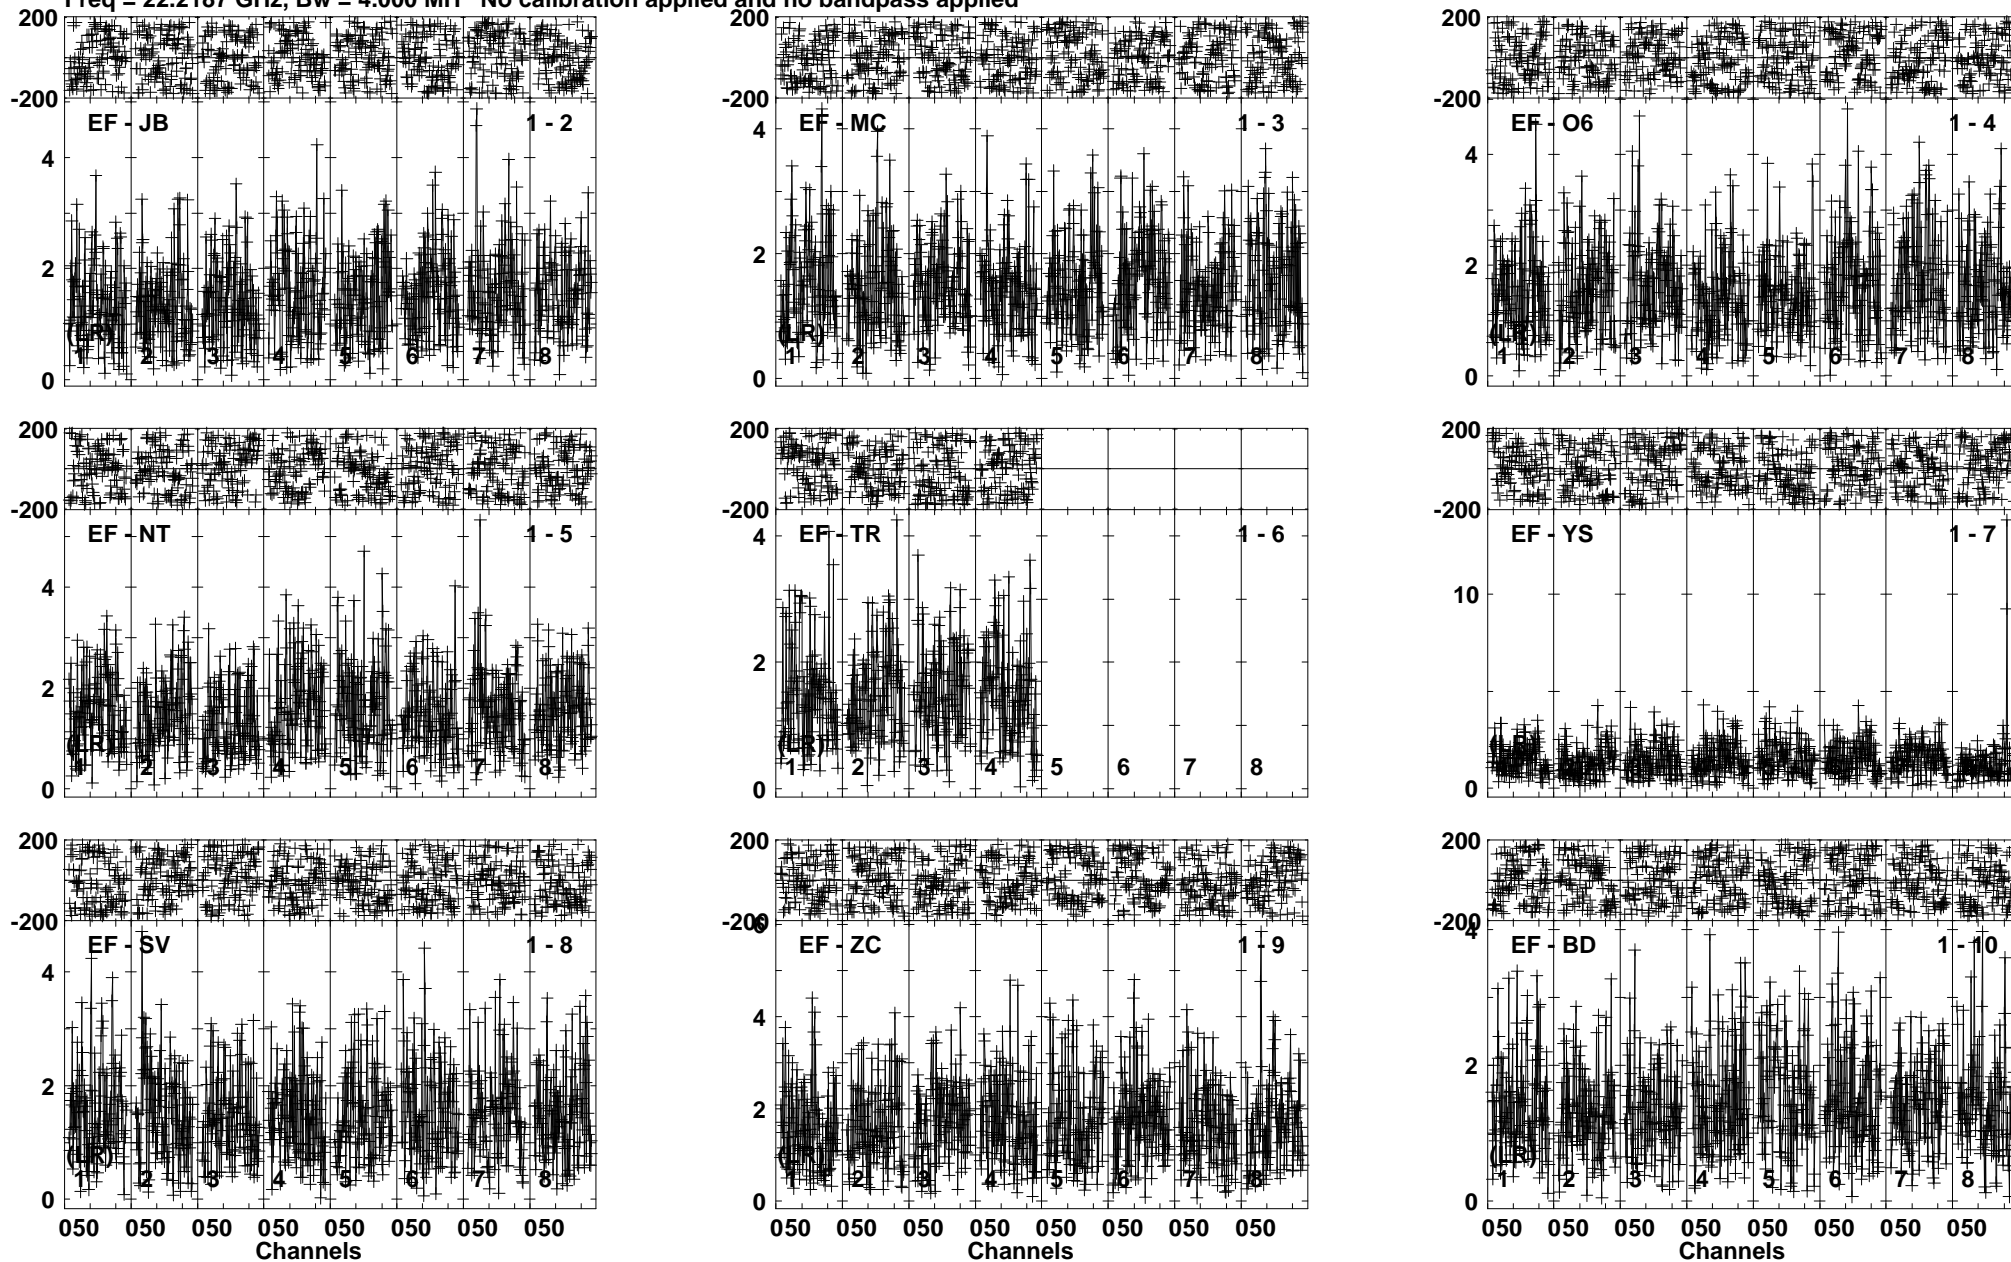 Freq = 22.2187 GHz, Bw = 4.000 MH No calibration applied and no bandpass applied
200 200 200
-200 -200 -200
EF - JB 1 - 2 EF - MC 1 - 3 EF - O6 1 - 4
4 4 4
2 2 2
(LR) (LR) (LR)
1 2 3 4 5 6 7 8 1 2 3 4 5 6 7 8 1 2 3 4 5 6 7 8
0 0 0
200 200 200
-200 -200 -200
EF - NT 1 - 5 EF - TR 1 - 6 EF - YS 1 - 7
4 4 10
2 2
(LR) (LR) (LR)
1 2 3 4 5 6 7 8 1 2 3 4 5 6 7 8 1 2 3 4 5 6 7 8
0 0 0
200 200 200
-200 -200 -200
6 4
EF - SV 1 - 8 EF - ZC 1 - 9 EF - BD 1 - 10
4 4
2 2 2
(LR) (LR) (LR)
1 2 3 4 5 6 7 8 1 2 3 4 5 6 7 8 1 2 3 4 5 6 7 8
0 0 0
050 050 050 050 050 050 050 050 050 050 050 050 050 050 050 050 050 050 050 050 050 050 050 050
Channels Channels Channels